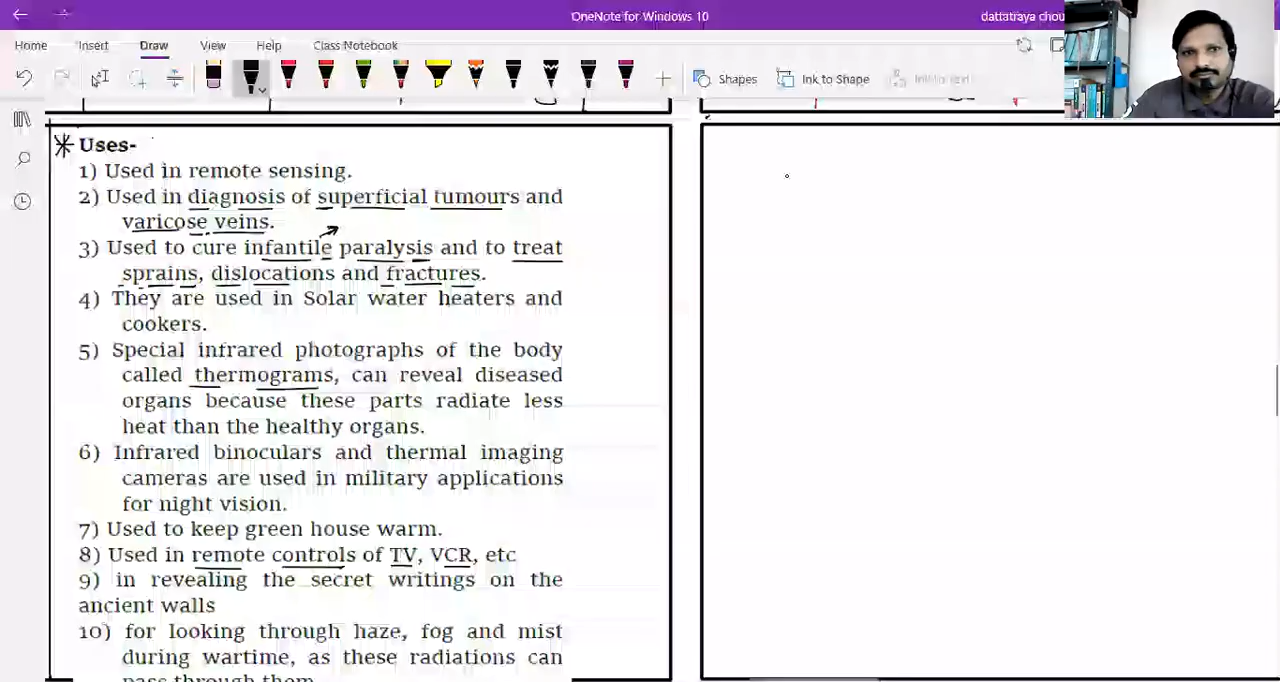 OneNote for Windows 10
dattatraya chou
Home Insert Draw View Help Class Notebook
Shapes Ink to Shape Ink to Text
Uses-
1) Used in remote sensing.
2) Used in diagnosis of superficial tumours and
varicose veins.
3) Used to cure infantile paralysis and to treat
sprains, dislocations and fractures.
4) They are used in Solar water heaters and
cookers.
5) Special infrared photographs of the body
called thermograms, can reveal diseased
organs because these parts radiate less
heat than the healthy organs.
6) Infrared binoculars and thermal imaging
cameras are used in military applications
for night vision.
7) Used to keep green house warm.
8) Used in remote controls of TV, VCR, etc
9) in revealing the secret writings on the
ancient walls
10) for looking through haze, fog and mist
during wartime, as these radiations can
pass through them